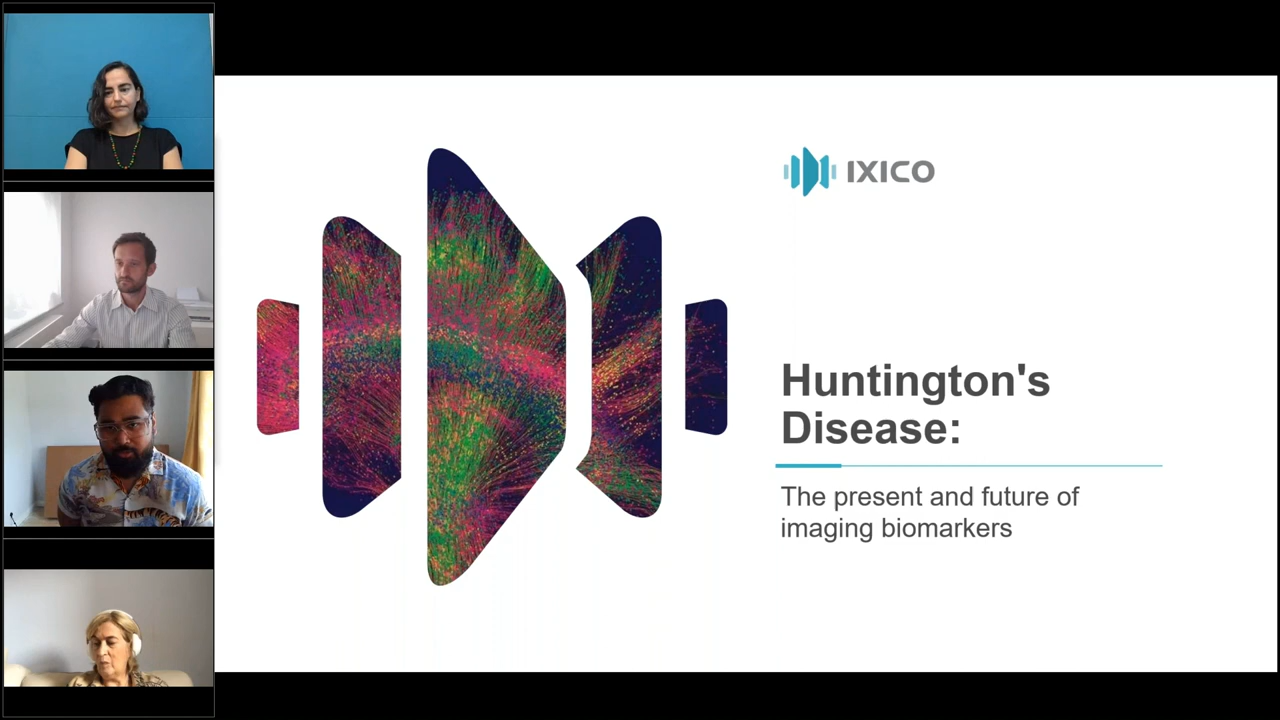 IXICO
Huntington's
Disease:
The present and future of
imaging biomarkers